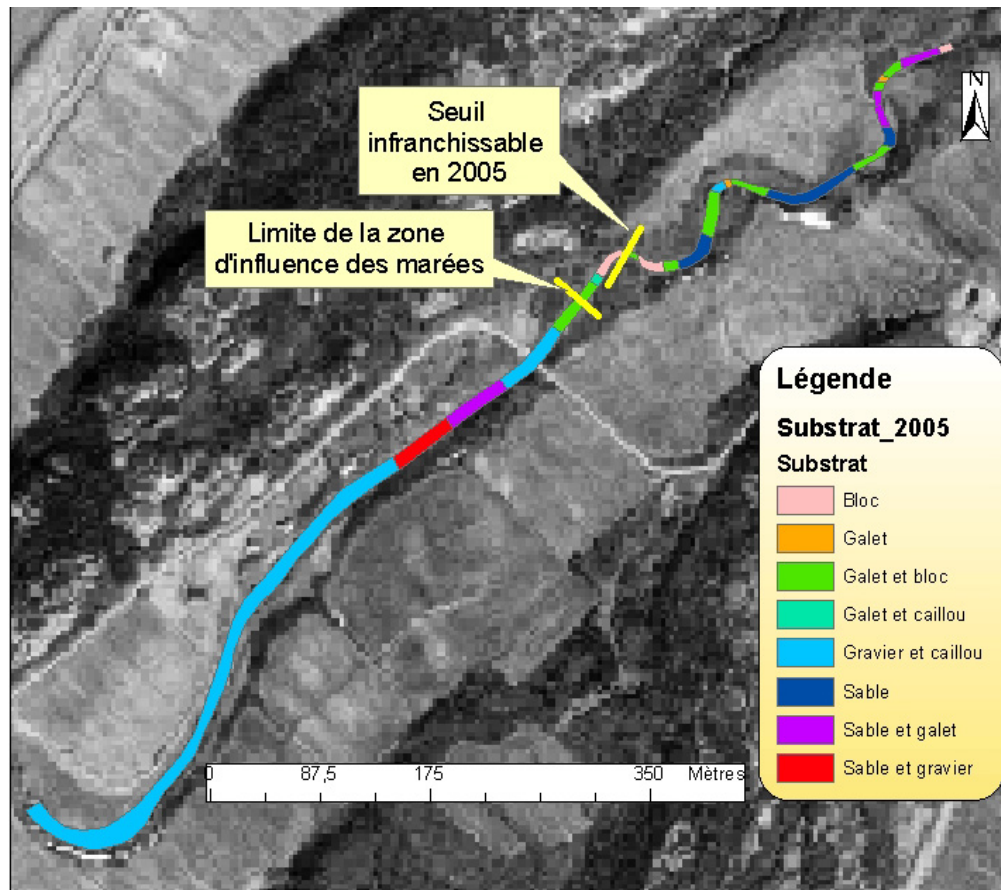 Seuil
infranchissable
en 2005
Limite de la zone
d'influence des marées
N
Légende
Substrat_2005
Substrat
Bloc
Galet
Galet et bloc
Galet et caillou
Gravier et caillou
Sable
Sable et galet
Sable et gravier
0 87,5 175 350 Mètres